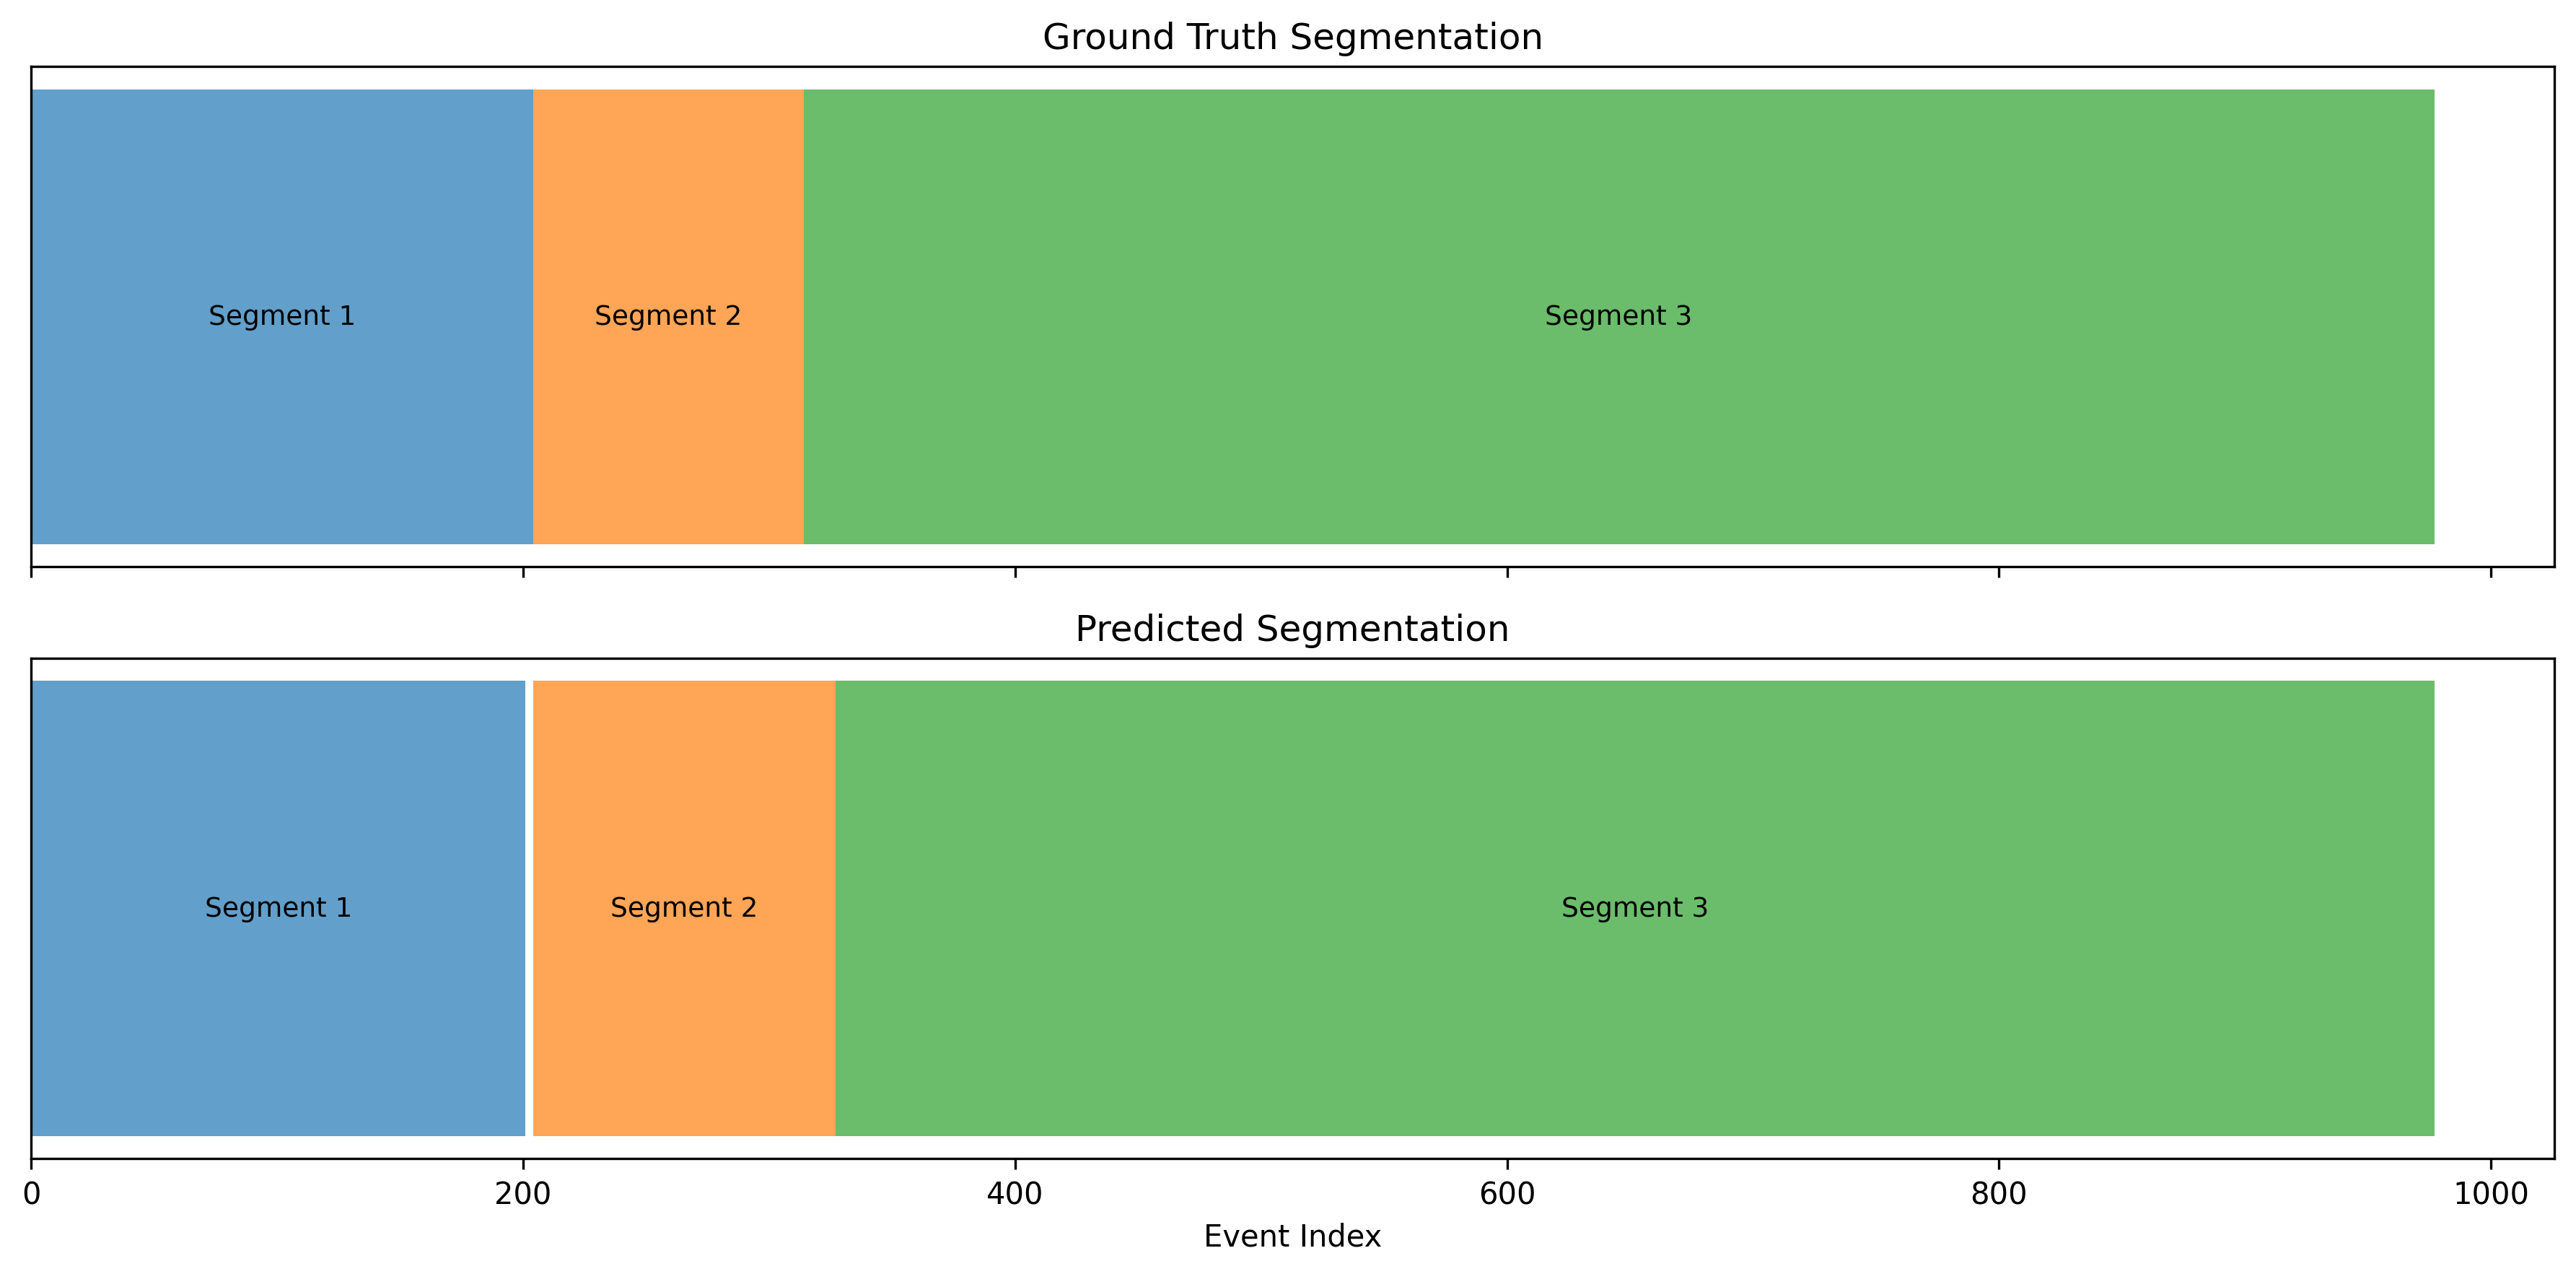 Ground Truth Segmentation
Segment 1 Segment 2 Segment 3
Predicted Segmentation
Segment 1 Segment 2 Segment 3
0 200 400 600 800 1000
Event Index